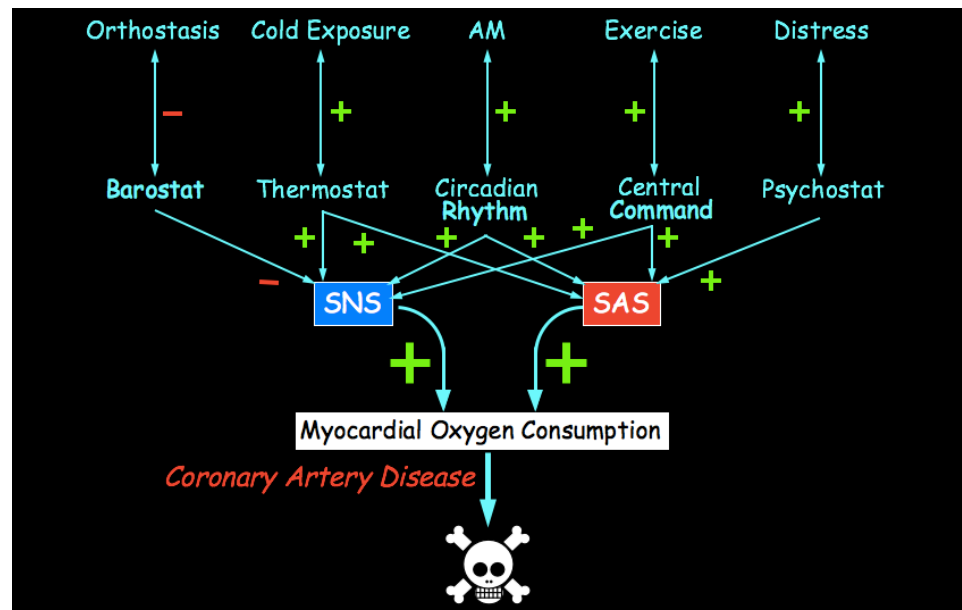 Orthostasis Cold Exposure AM Exercise Distress
− + + + +
Barostat Thermostat Circadian Rhythm Central Command Psychostat
+ + + + + +
− +
SNS SAS
+ +
Myocardial Oxygen Consumption
Coronary Artery Disease